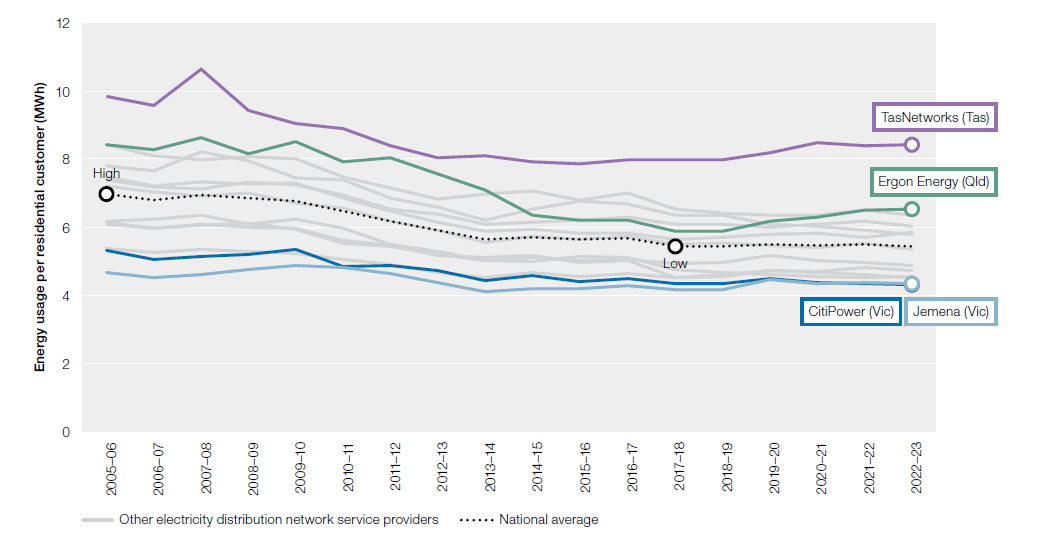 12
10
8
6
4
2
0
Energy usage per residential customer (MWh)
High
Low
TasNetworks (Tas)
Ergon Energy (Qld)
CitiPower (Vic)
Jemena (Vic)
2005–06
2006–07
2007–08
2008–09
2009–10
2010–11
2011–12
2012–13
2013–14
2014–15
2015–16
2016–17
2017–18
2018–19
2019–20
2020–21
2021–22
2022–23
Other electricity distribution network service providers
National average